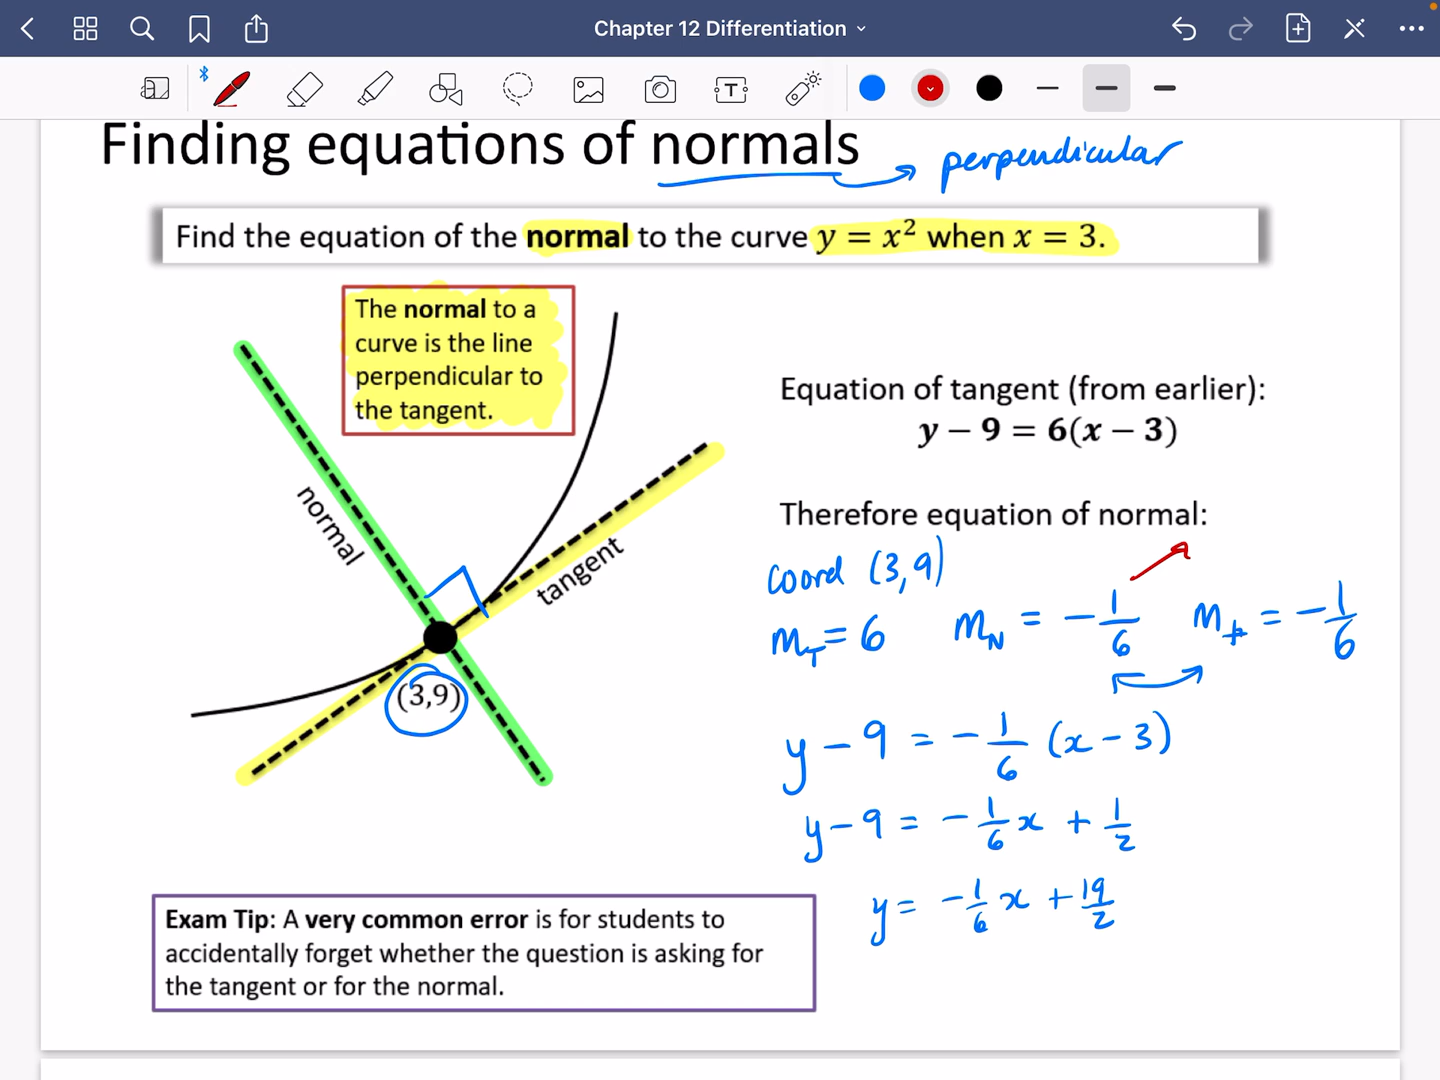 Chapter 12 Differentiation
Finding equations of normals
perpendicular
Find the equation of the normal to the curve y = x² when x = 3.
The normal to a
curve is the line
perpendicular to
the tangent.
normal
tangent
(3,9)
Equation of tangent (from earlier):
y − 9 = 6(x − 3)
Therefore equation of normal:
coord (3,9)
m_T = 6 m_N = −1/6 m_⊥ = −1/6
y − 9 = −1/6 (x − 3)
y − 9 = −1/6 x + 1/2
y = −1/6 x + 19/2
Exam Tip: A very common error is for students to
accidentally forget whether the question is asking for
the tangent or for the normal.